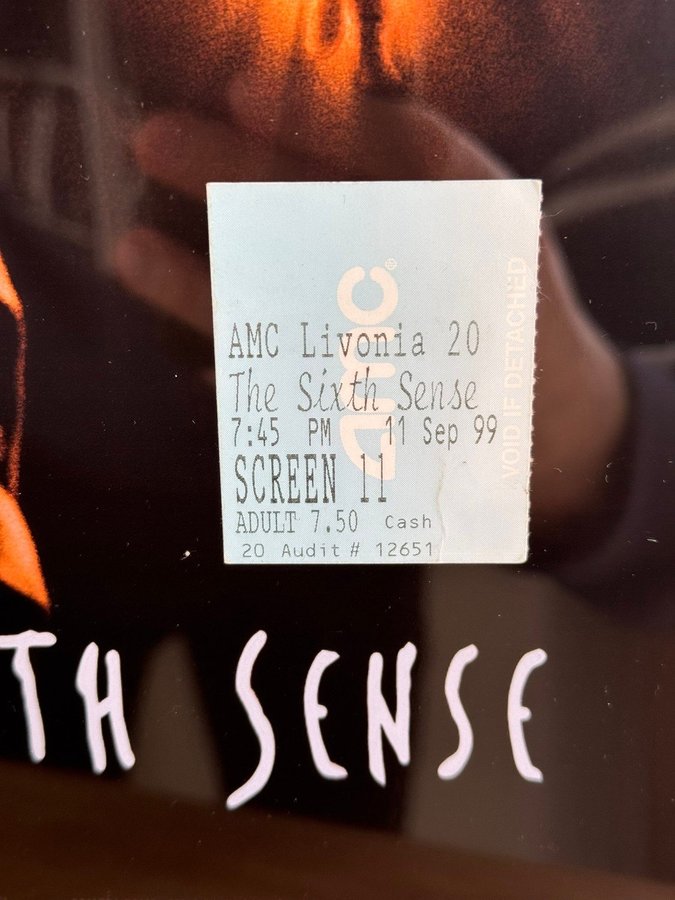 amc®
VOID IF DETACHED
AMC Livonia 20
The Sixth Sense
7:45 PM 11 Sep 99
SCREEN 11
ADULT 7.50 Cash
20 Audit # 12651
TH SENSE